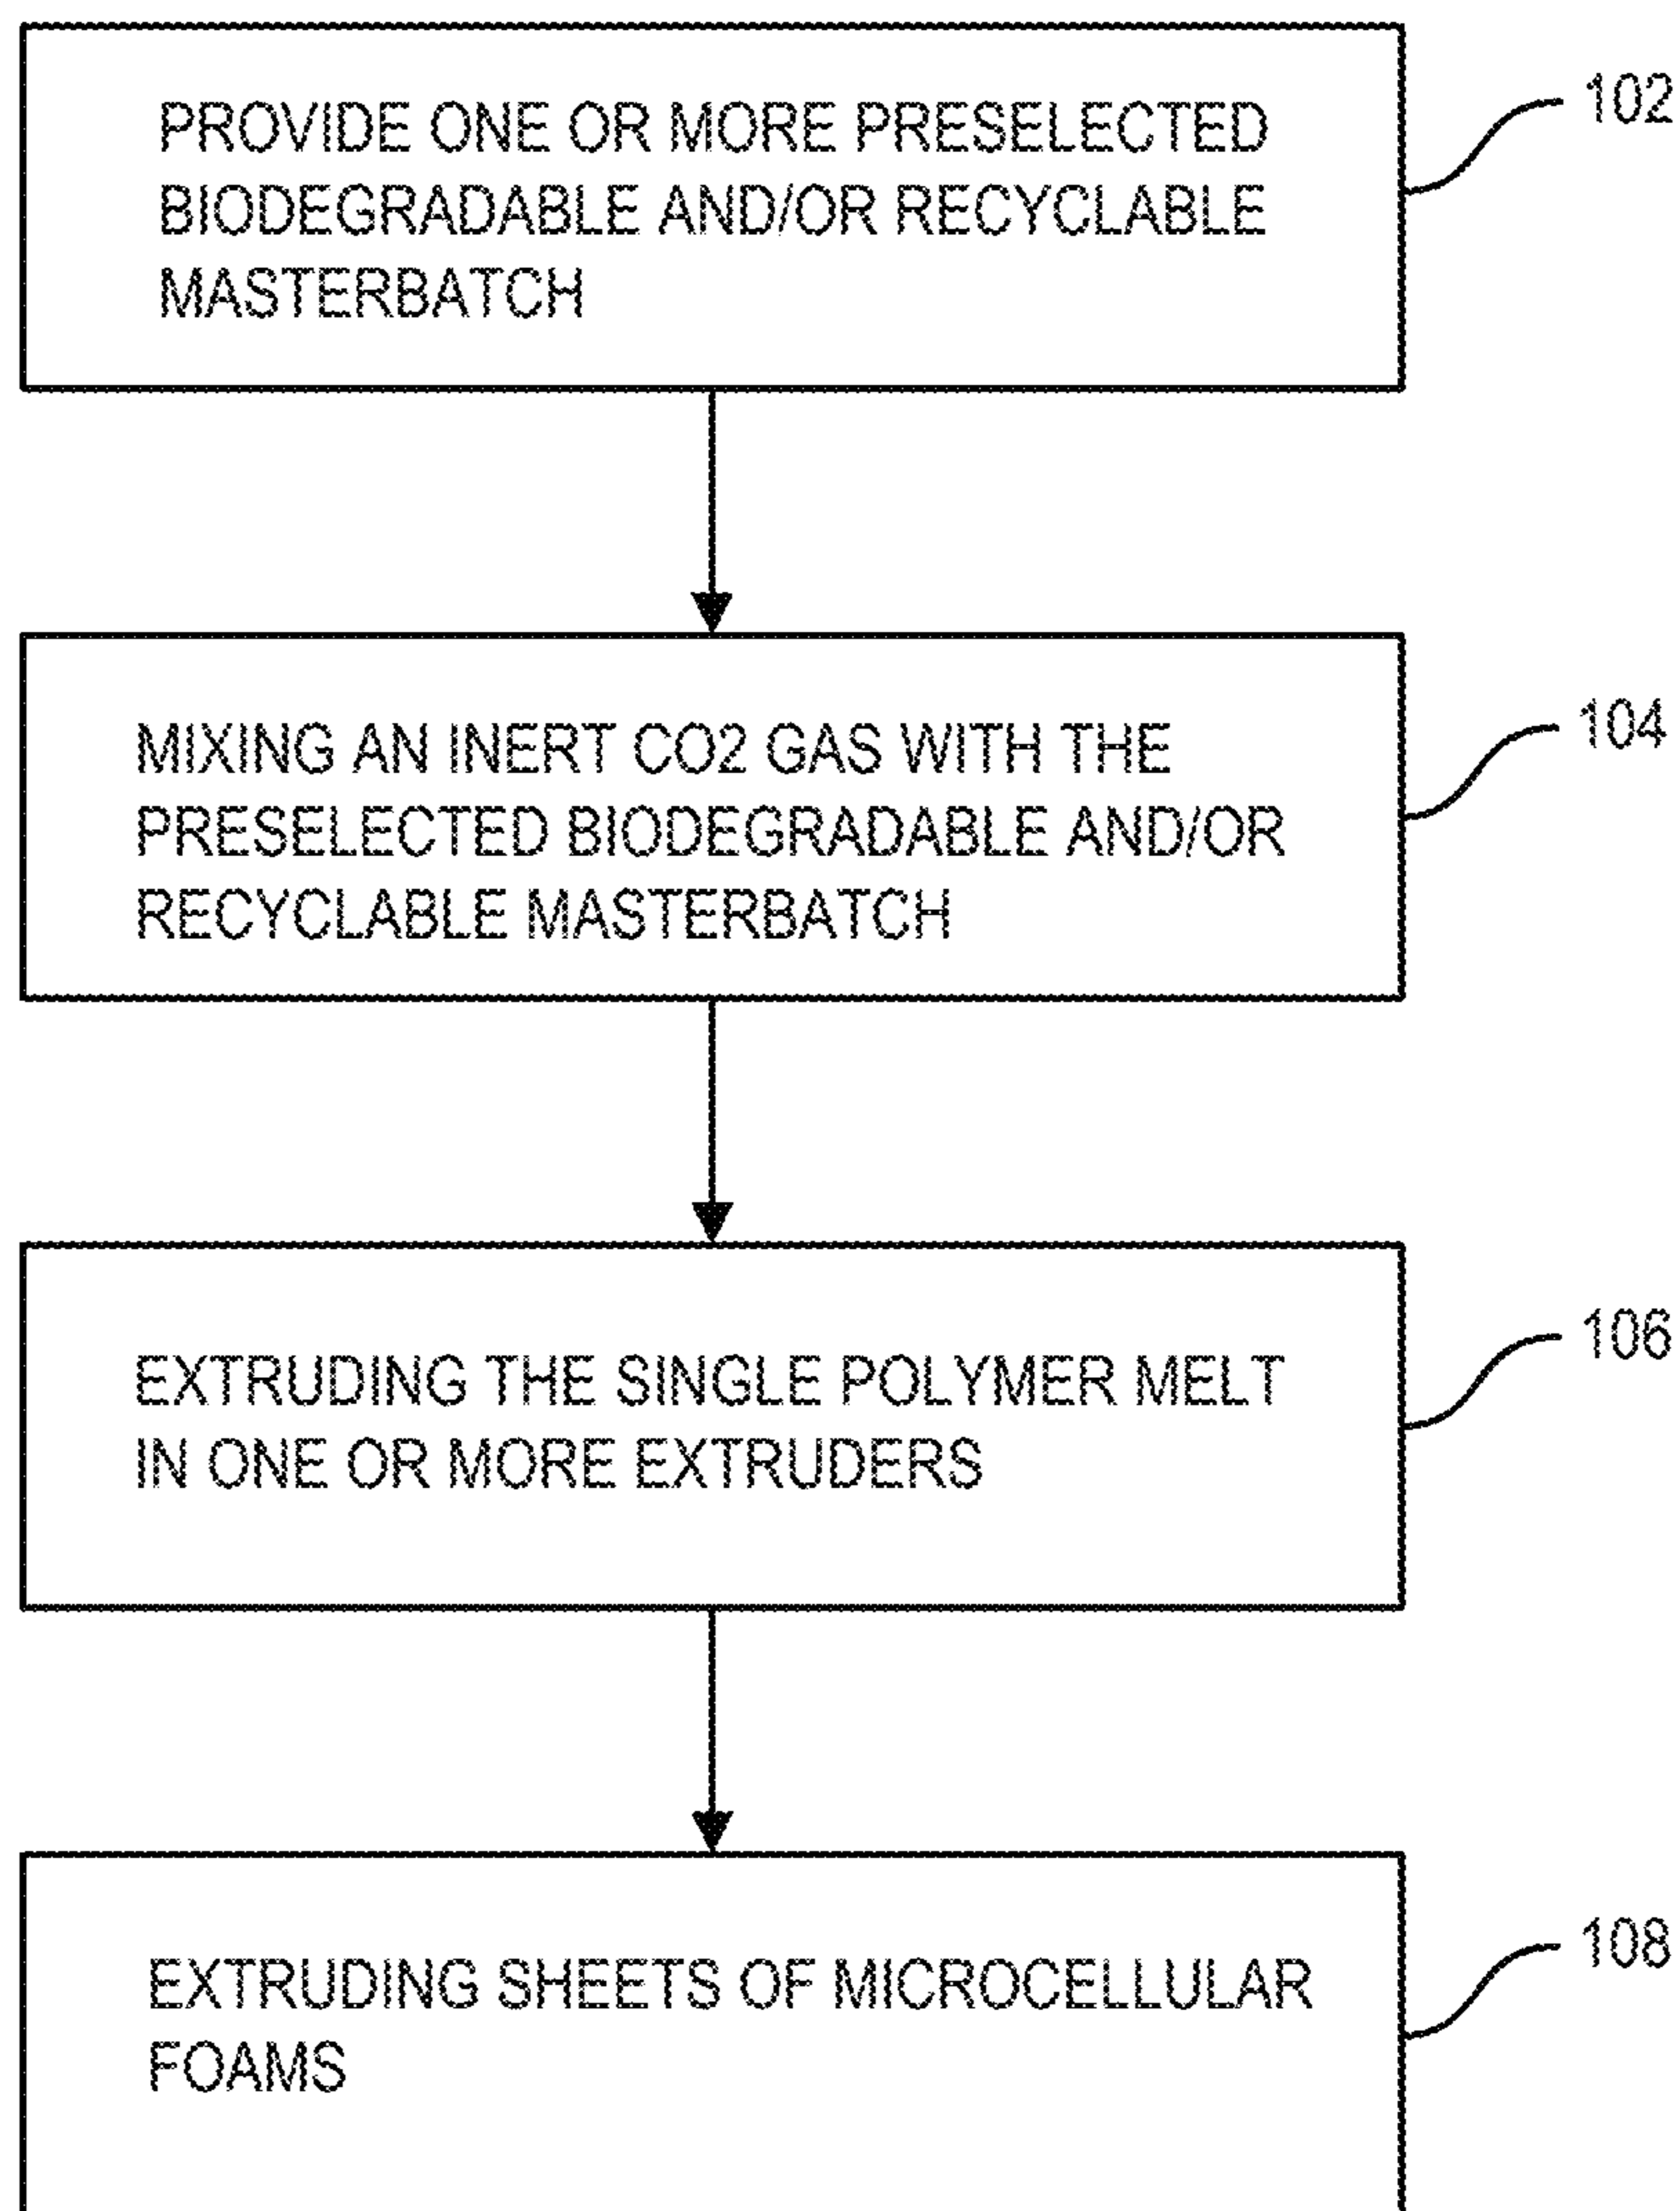 PROVIDE ONE OR MORE PRESELECTED
BIODEGRADABLE AND/OR RECYCLABLE
MASTERBATCH
102
MIXING AN INERT CO2 GAS WITH THE
PRESELECTED BIODEGRADABLE AND/OR
RECYCLABLE MASTERBATCH
104
EXTRUDING THE SINGLE POLYMER MELT
IN ONE OR MORE EXTRUDERS
106
EXTRUDING SHEETS OF MICROCELLULAR
FOAMS
108